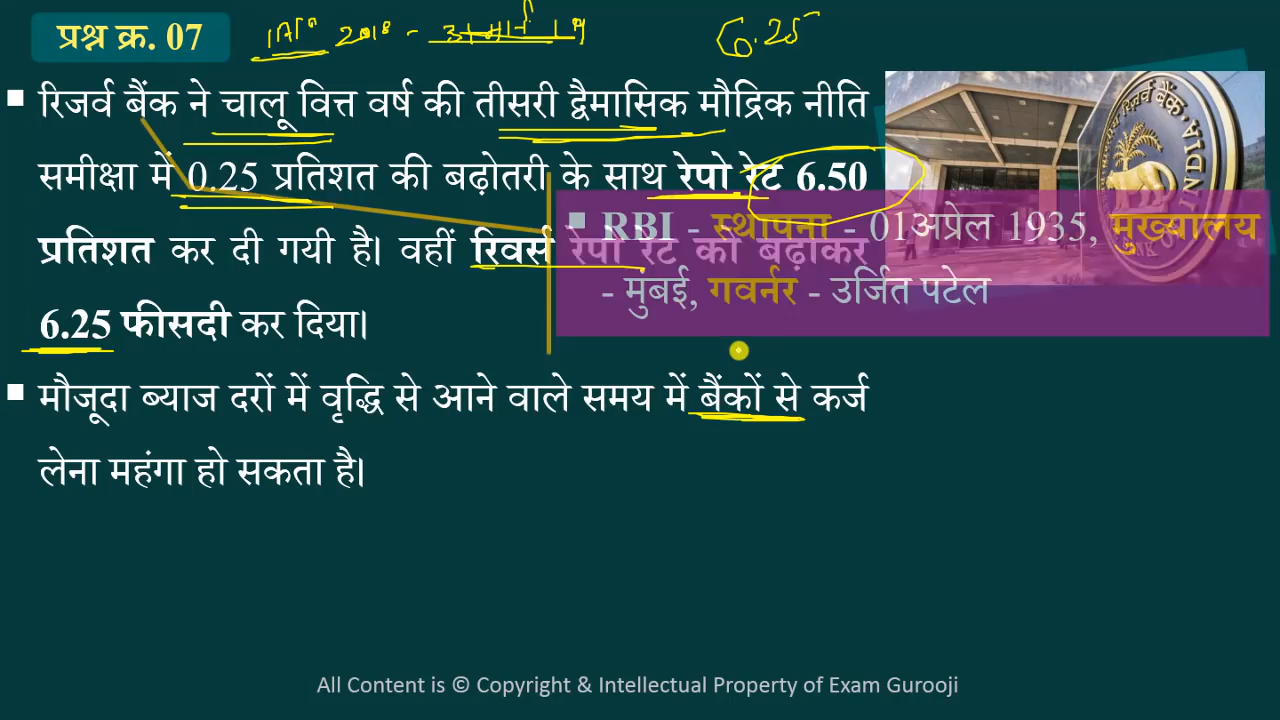 प्रश्न क्र. 07
2018 -
6.25
रिजर्व बैंक ने चालू वित्त वर्ष की तीसरी द्वैमासिक मौद्रिक नीति
समीक्षा में 0.25 प्रतिशत की बढ़ोतरी के साथ रेपो रेट 6.50
प्रतिशत कर दी गयी है। वहीं रिवर्स रेपो रेट को बढ़ाकर
6.25 फीसदी कर दिया।
RBI - स्थापना - 01अप्रेल 1935, मुख्यालय
- मुंबई, गवर्नर - उर्जित पटेल
मौजूदा ब्याज दरों में वृद्धि से आने वाले समय में बैंकों से कर्ज
लेना महंगा हो सकता है।
All Content is © Copyright & Intellectual Property of Exam Gurooji